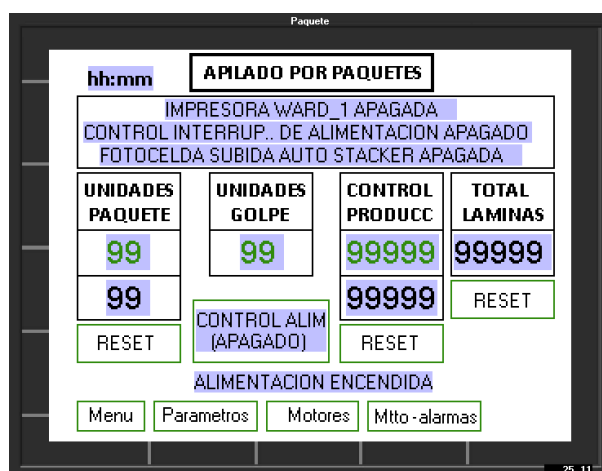 Paquete
hh:mm
APILADO POR PAQUETES
IMPRESORA WARD_1 APAGADA
CONTROL INTERRUP.. DE ALIMENTACION APAGADO
FOTOCELDA SUBIDA AUTO STACKER APAGADA
UNIDADES PAQUETE
UNIDADES GOLPE
CONTROL PRODUCC
TOTAL LAMINAS
99
99
99999
99999
99
99999
RESET
CONTROL ALIM
(APAGADO)
RESET
RESET
ALIMENTACION ENCENDIDA
Menu
Parametros
Motores
Mtto-alarmas
25 11